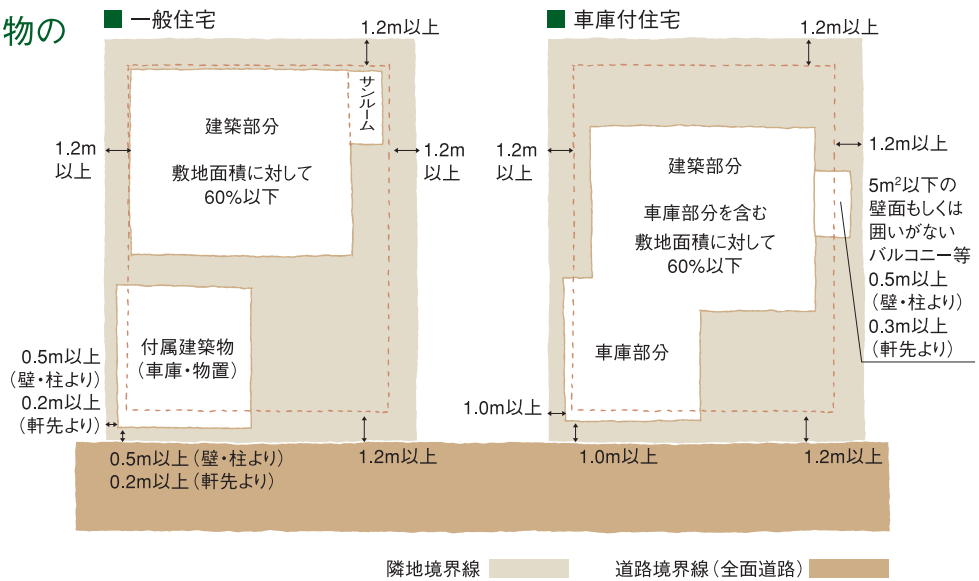 物の
■ 一般住宅
1.2m以上
サンルーム
建築部分
敷地面積に対して
60%以下
1.2m
以上
1.2m
以上
付属建築物
(車庫・物置)
0.5m以上
(壁・柱より)
0.2m以上
(軒先より)
0.5m以上(壁・柱より)
0.2m以上(軒先より)
1.2m以上
■ 車庫付住宅
1.2m以上
1.2m
以上
建築部分
車庫部分を含む
敷地面積に対して
60%以下
1.2m以上
5m²以下の
壁面もしくは
囲いがない
バルコニー等
0.5m以上
(壁・柱より)
0.3m以上
(軒先より)
車庫部分
1.0m以上
1.0m以上
1.2m以上
隣地境界線
道路境界線(全面道路)